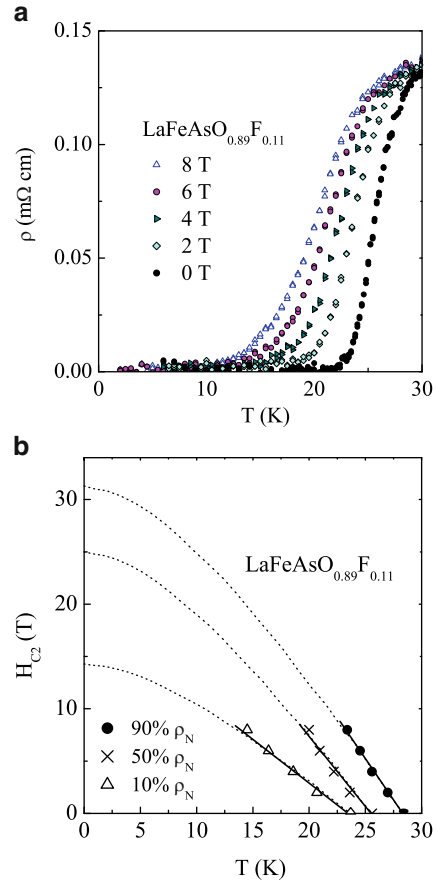 a
0.15
0.10
0.05
0.00
ρ (mΩ cm)
LaFeAsO0.89F0.11
8 T
6 T
4 T
2 T
0 T
0 10 20 30
T (K)
b
30
20
10
0
HC2 (T)
LaFeAsO0.89F0.11
90% ρN
50% ρN
10% ρN
0 5 10 15 20 25 30
T (K)